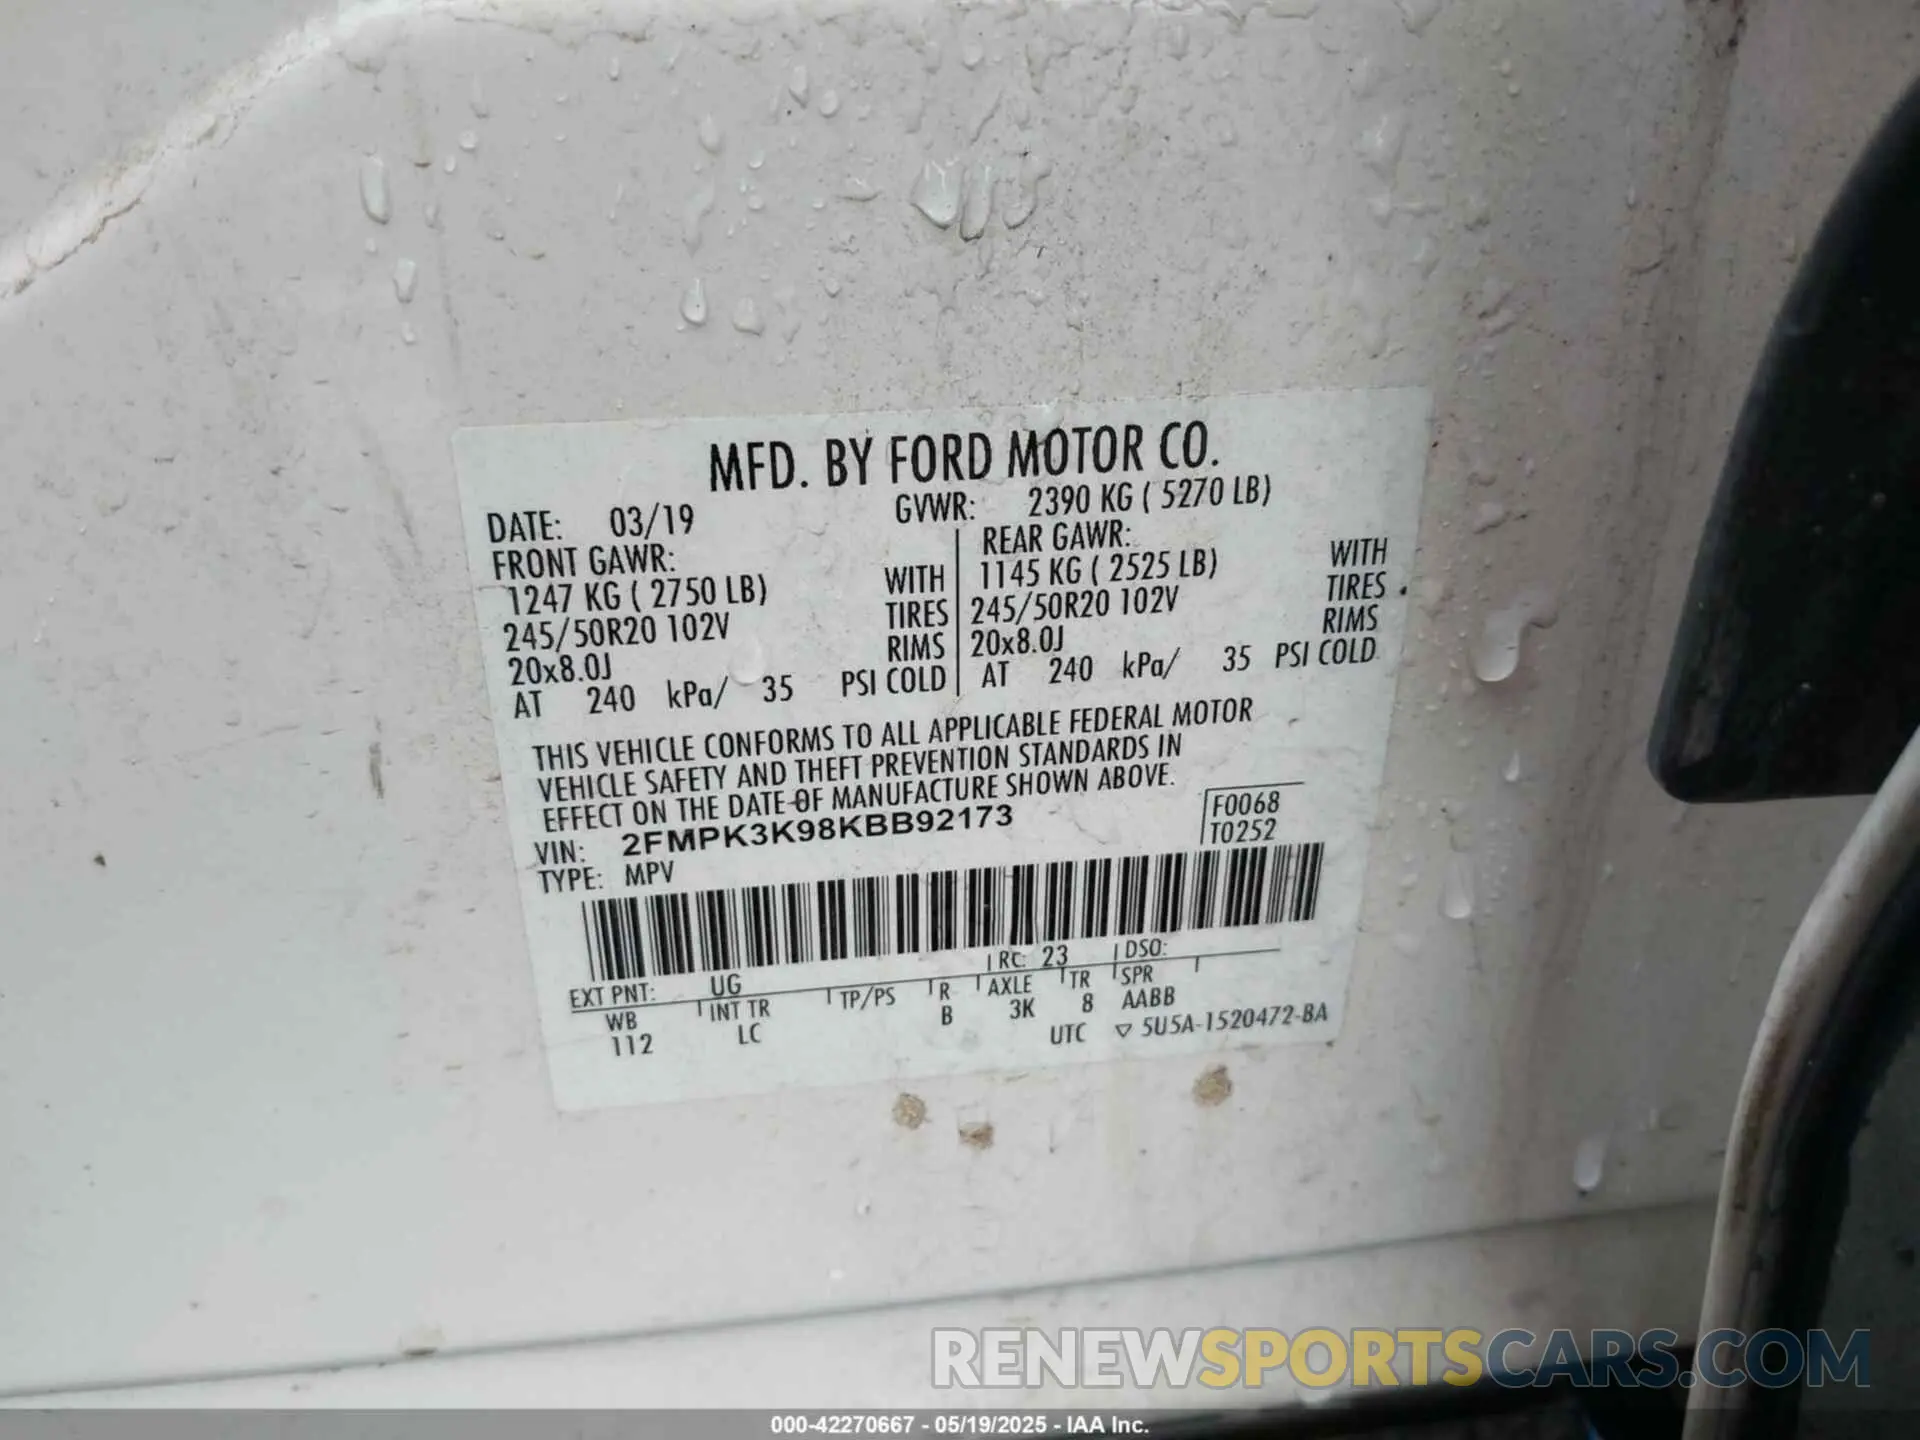 MFD. BY FORD MOTOR CO.
DATE: 03/19 GVWR: 2390 KG ( 5270 LB)
FRONT GAWR: REAR GAWR:
1247 KG ( 2750 LB) WITH 1145 KG ( 2525 LB) WITH
245/50R20 102V TIRES 245/50R20 102V TIRES
20x8.0J RIMS 20x8.0J RIMS
AT 240 kPa/ 35 PSI COLD AT 240 kPa/ 35 PSI COLD
THIS VEHICLE CONFORMS TO ALL APPLICABLE FEDERAL MOTOR
VEHICLE SAFETY AND THEFT PREVENTION STANDARDS IN
EFFECT ON THE DATE OF MANUFACTURE SHOWN ABOVE.
VIN: 2FMPK3K98KBB92173 F0068
TYPE: MPV T0252
EXT PNT: UG RC: 23 DSO:
WB INT TR TP/PS R AXLE TR SPR
112 LC B 3K 8 AABB
UTC ▽ 5U5A-1520472-BA
RENEWSPORTSCARS.COM
000-42270667 - 05/19/2025 - IAA Inc.